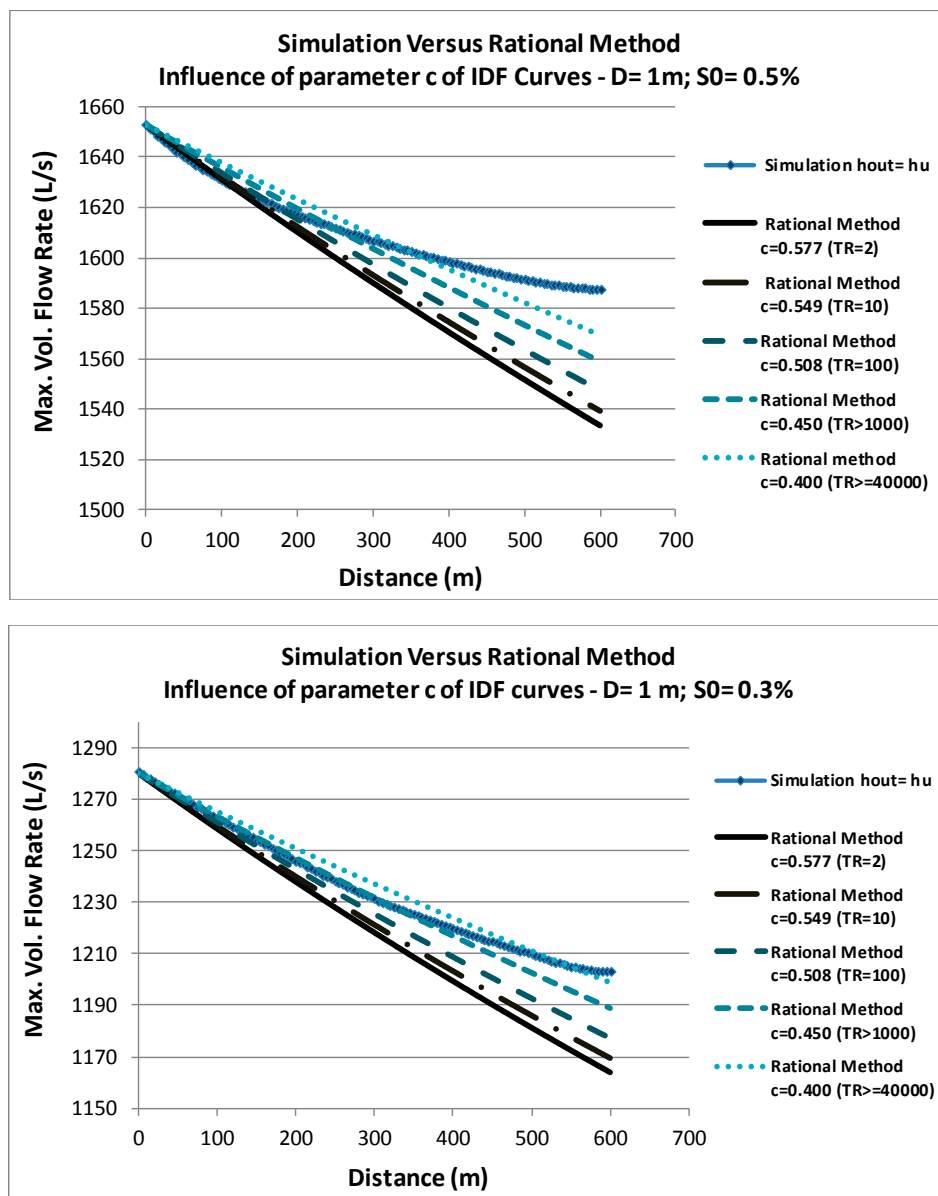 Simulation Versus Rational Method
Influence of parameter c of IDF Curves - D= 1m; S0= 0.5%
Max. Vol. Flow Rate (L/s)
1660
1640
1620
1600
1580
1560
1540
1520
1500
0 100 200 300 400 500 600 700
Distance (m)
Simulation hout= hu
Rational Method
c=0.577 (TR=2)
Rational Method
c=0.549 (TR=10)
Rational Method
c=0.508 (TR=100)
Rational Method
c=0.450 (TR>1000)
Rational method
c=0.400 (TR>=40000)
Simulation Versus Rational Method
Influence of parameter c of IDF curves - D= 1 m; S0= 0.3%
Max. Vol. Flow Rate (L/s)
1290
1270
1250
1230
1210
1190
1170
1150
0 100 200 300 400 500 600 700
Distance (m)
Simulation hout= hu
Rational Method
c=0.577 (TR=2)
Rational Method
c=0.549 (TR=10)
Rational Method
c=0.508 (TR=100)
Rational Method
c=0.450 (TR>1000)
Rational Method
c=0.400 (TR>=40000)